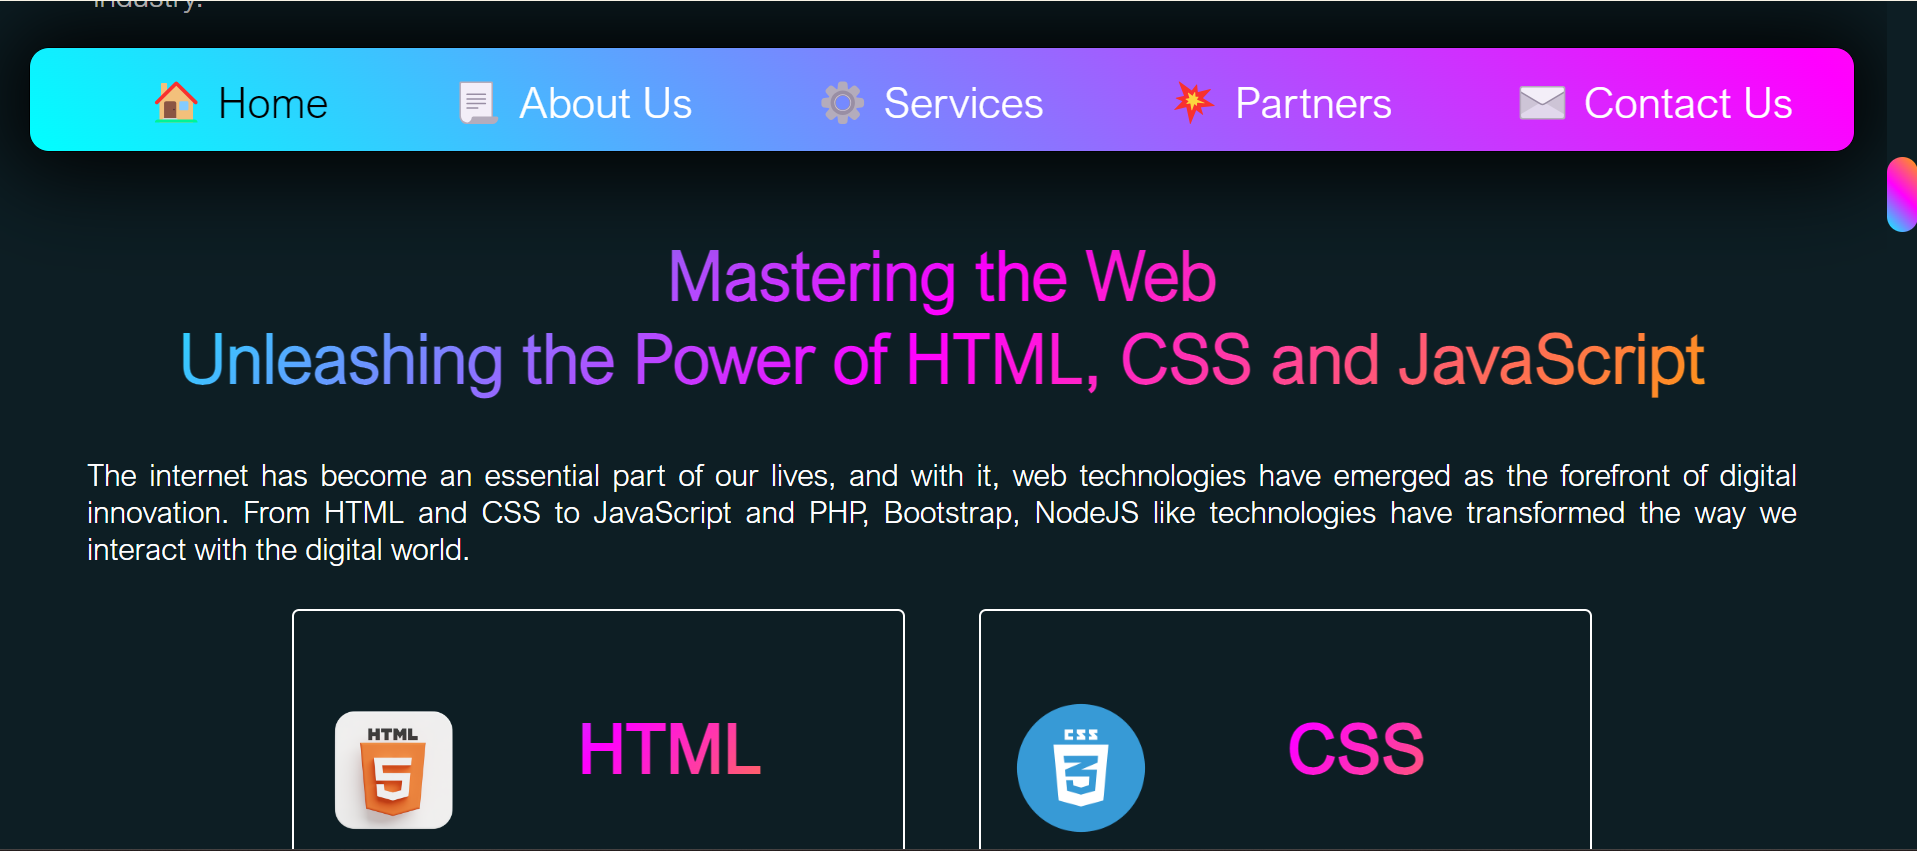 industry.
Home About Us Services Partners Contact Us
Mastering the Web
Unleashing the Power of HTML, CSS and JavaScript
The internet has become an essential part of our lives, and with it, web technologies have emerged as the forefront of digital
innovation. From HTML and CSS to JavaScript and PHP, Bootstrap, NodeJS like technologies have transformed the way we
interact with the digital world.
HTML
5
HTML
CSS
3
CSS